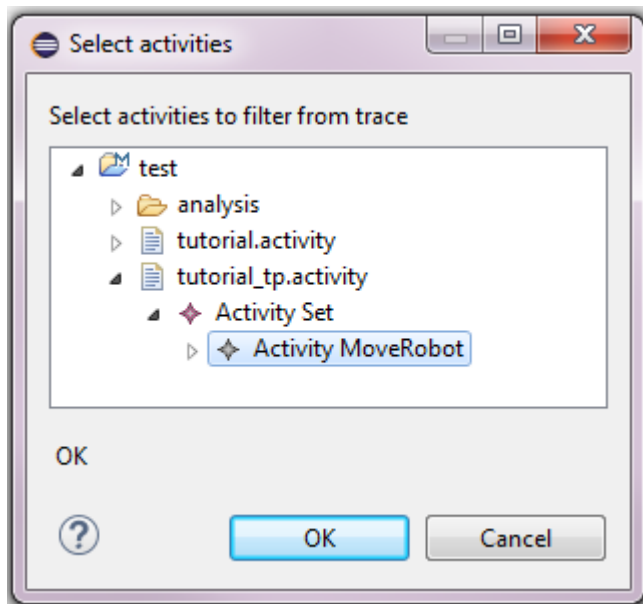 Select activities
Select activities to filter from trace
test
analysis
tutorial.activity
tutorial_tp.activity
Activity Set
Activity MoveRobot
OK
?
OK Cancel